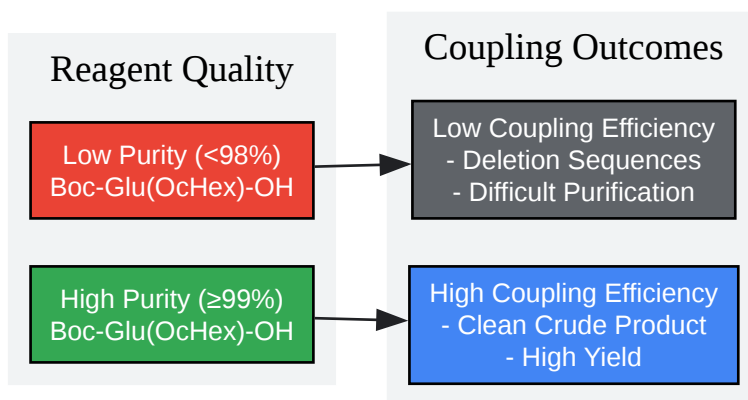 Reagent Quality
Low Purity (<98%)
Boc-Glu(OcHex)-OH
High Purity (≥99%)
Boc-Glu(OcHex)-OH
Coupling Outcomes
Low Coupling Efficiency
- Deletion Sequences
- Difficult Purification
High Coupling Efficiency
- Clean Crude Product
- High Yield